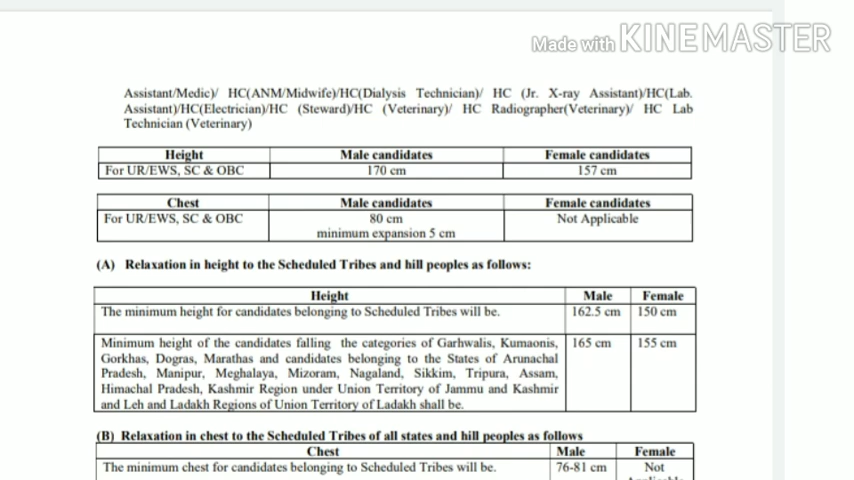 Made with KINEMASTER
Assistant/Medic)/ HC(ANM/Midwife)/HC(Dialysis Technician)/ HC (Jr. X-ray Assistant)/HC(Lab.
Assistant)/HC(Electrician)/HC (Steward)/HC (Veterinary)/ HC Radiographer(Veterinary)/ HC Lab
Technician (Veterinary)
Height Male candidates Female candidates
For UR/EWS, SC & OBC 170 cm 157 cm
Chest Male candidates Female candidates
For UR/EWS, SC & OBC 80 cm Not Applicable
minimum expansion 5 cm
(A) Relaxation in height to the Scheduled Tribes and hill peoples as follows:
Height Male Female
The minimum height for candidates belonging to Scheduled Tribes will be. 162.5 cm 150 cm
Minimum height of the candidates falling the categories of Garhwalis, Kumaonis, 165 cm 155 cm
Gorkhas, Dogras, Marathas and candidates belonging to the States of Arunachal
Pradesh, Manipur, Meghalaya, Mizoram, Nagaland, Sikkim, Tripura, Assam,
Himachal Pradesh, Kashmir Region under Union Territory of Jammu and Kashmir
and Leh and Ladakh Regions of Union Territory of Ladakh shall be.
(B) Relaxation in chest to the Scheduled Tribes of all states and hill peoples as follows
Chest Male Female
The minimum chest for candidates belonging to Scheduled Tribes will be. 76-81 cm Not